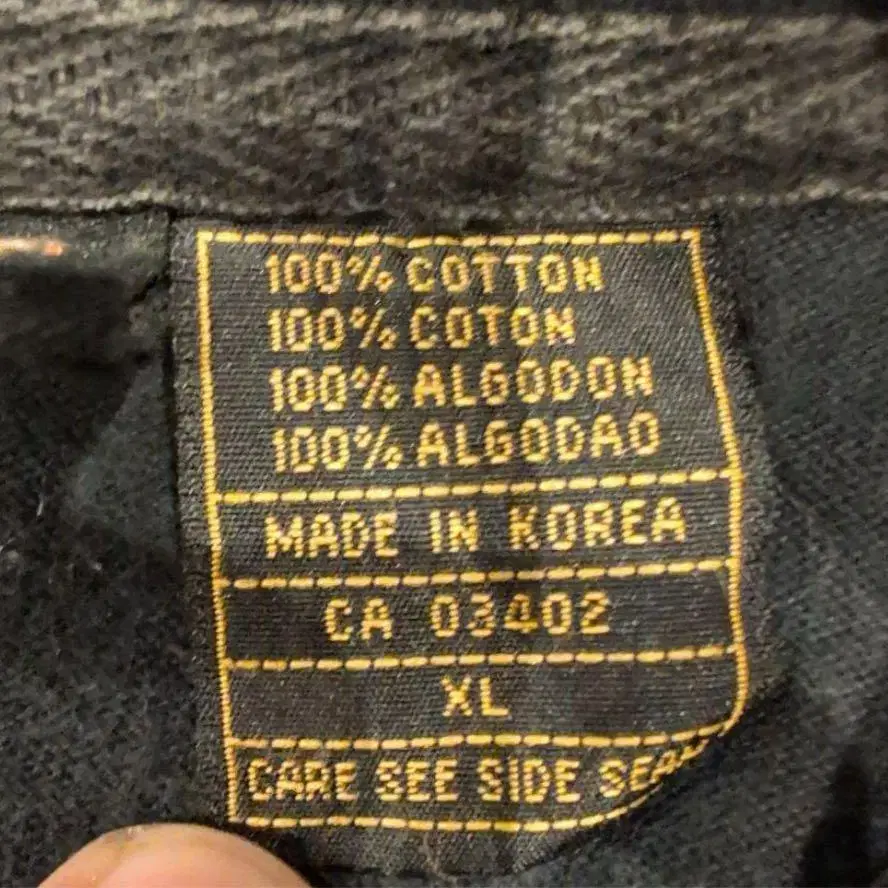 100% COTTON
100% COTON
100% ALGODON
100% ALGODAO
MADE IN KOREA
CA 03402
XL
CARE SEE SIDE SEAM